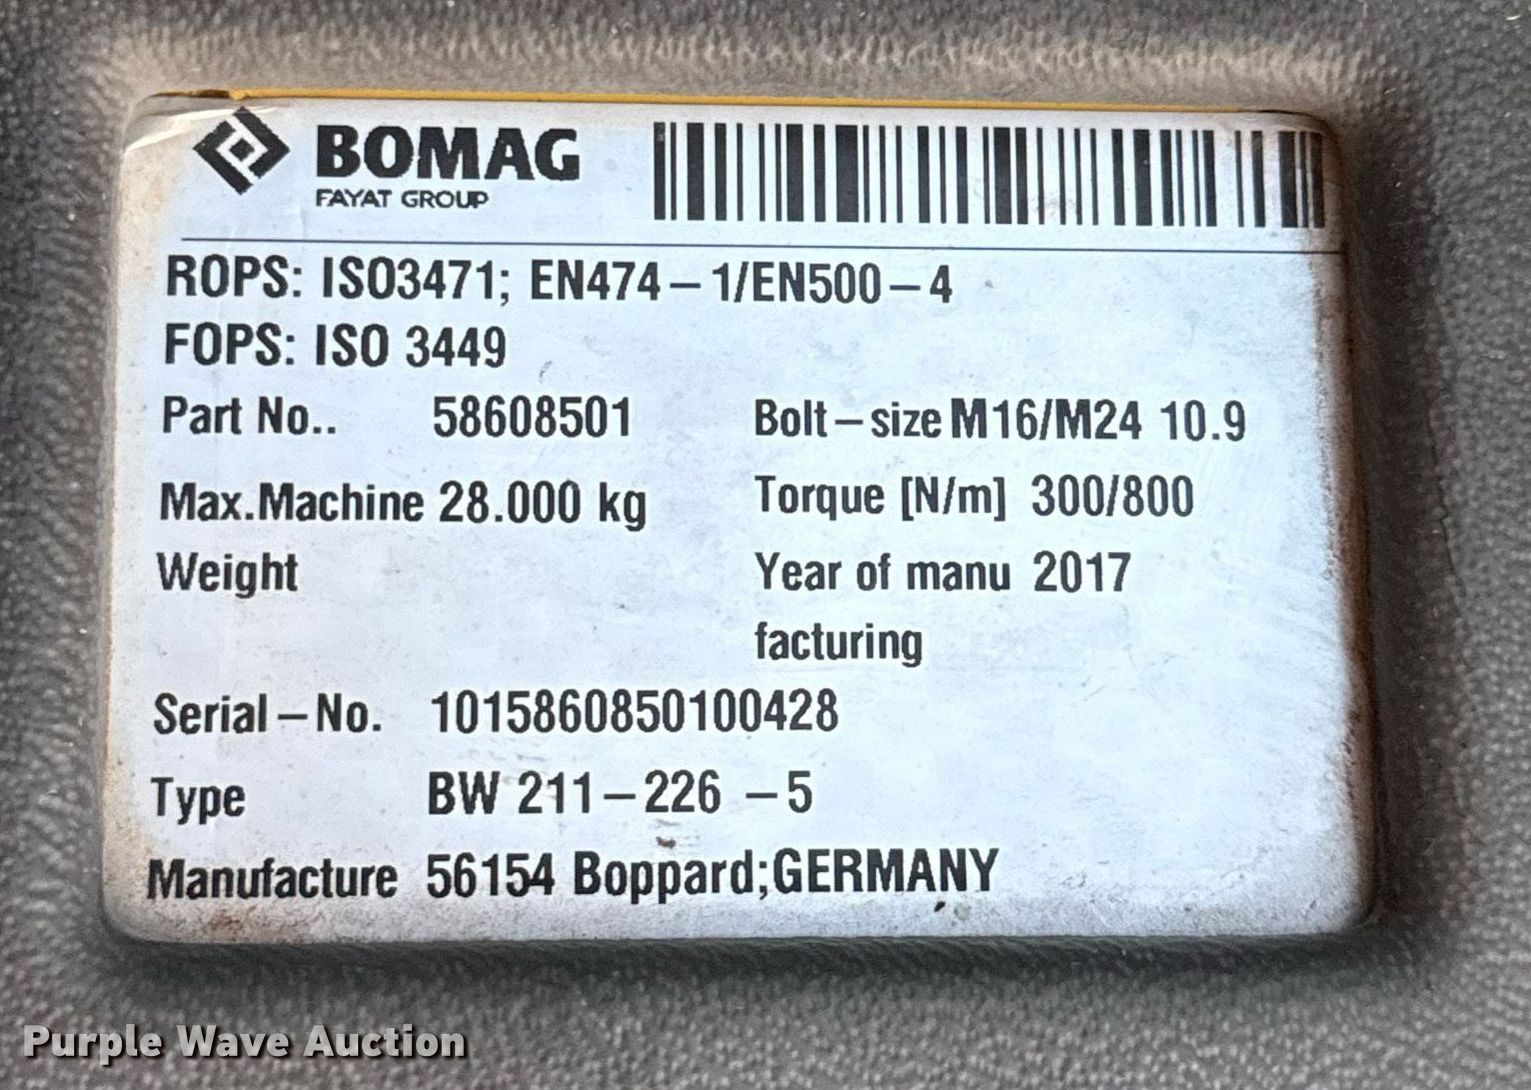 BOMAG
FAYAT GROUP
ROPS: ISO3471; EN474-1/EN500-4
FOPS: ISO 3449
Part No.. 58608501 Bolt-size M16/M24 10.9
Max.Machine 28.000 kg Torque [N/m] 300/800
Weight Year of manu 2017
facturing
Serial-No. 1015860850100428
Type BW 211-226 -5
Manufacture 56154 Boppard;GERMANY
Purple Wave Auction